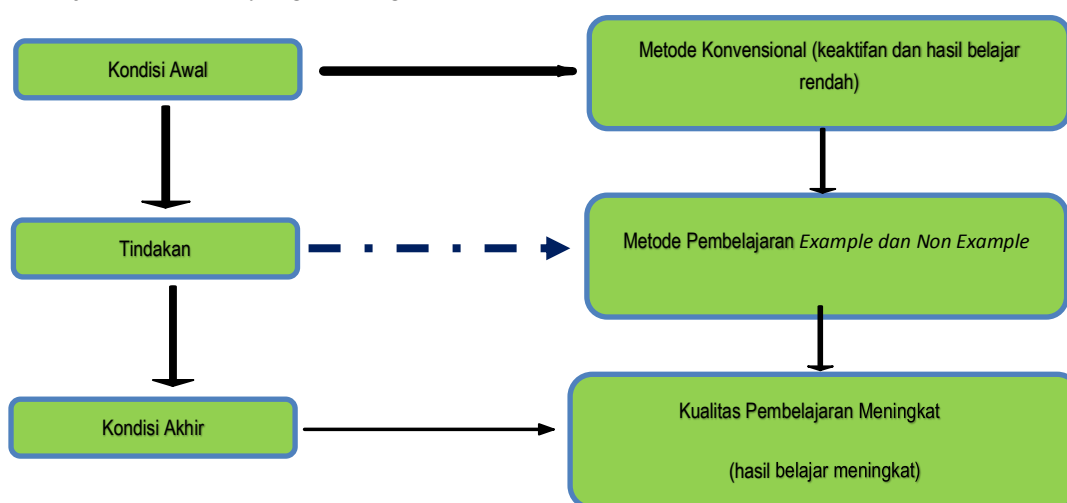 Kondisi Awal
Metode Konvensional (keaktifan dan hasil belajar
rendah)
Tindakan
Metode Pembelajaran Example dan Non Example
Kondisi Akhir
Kualitas Pembelajaran Meningkat
(hasil belajar meningkat)